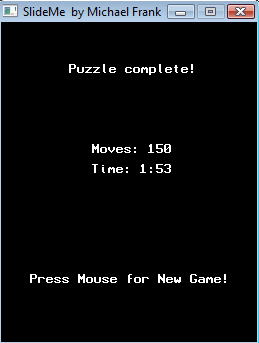 SlideMe by Michael Frank
Puzzle complete!
Moves: 150
Time: 1:53
Press Mouse for New Game!